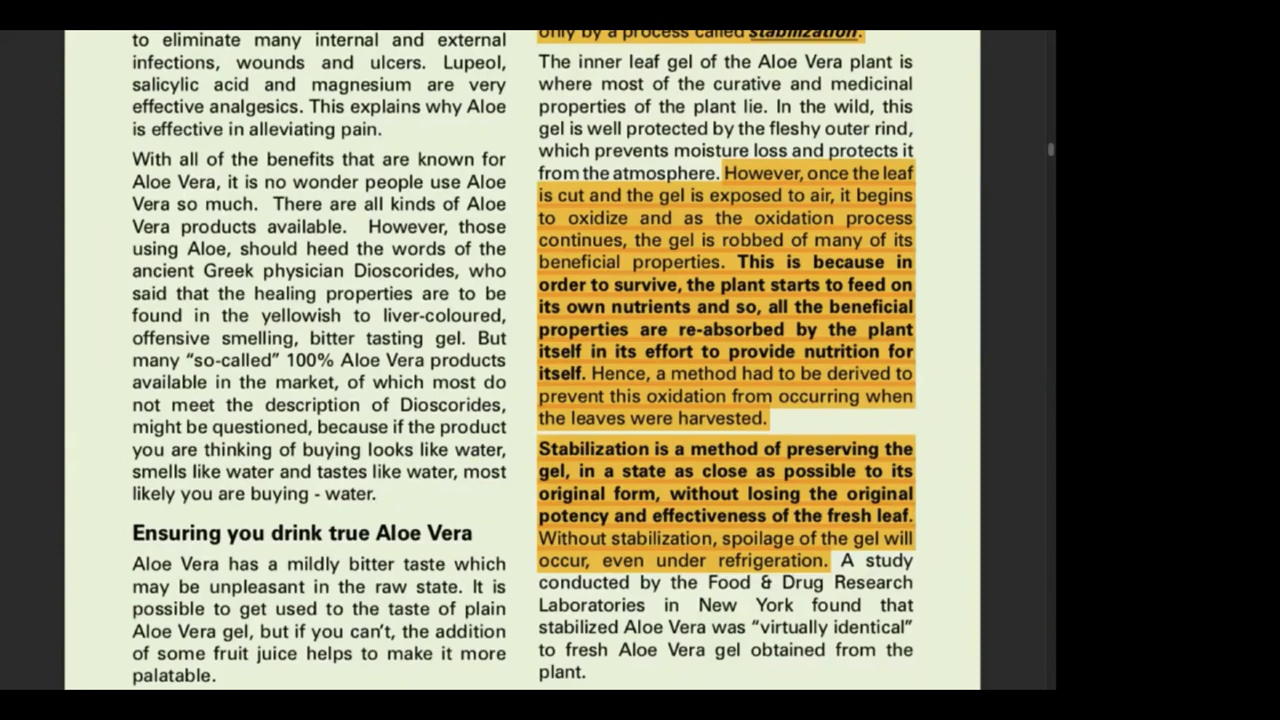 to eliminate many internal and external
infections, wounds and ulcers. Lupeol,
salicylic acid and magnesium are very
effective analgesics. This explains why Aloe
is effective in alleviating pain.
With all of the benefits that are known for
Aloe Vera, it is no wonder people use Aloe
Vera so much. There are all kinds of Aloe
Vera products available. However, those
using Aloe, should heed the words of the
ancient Greek physician Dioscorides, who
said that the healing properties are to be
found in the yellowish to liver-coloured,
offensive smelling, bitter tasting gel. But
many “so-called” 100% Aloe Vera products
available in the market, of which most do
not meet the description of Dioscorides,
might be questioned, because if the product
you are thinking of buying looks like water,
smells like water and tastes like water, most
likely you are buying - water.
Ensuring you drink true Aloe Vera
Aloe Vera has a mildly bitter taste which
may be unpleasant in the raw state. It is
possible to get used to the taste of plain
Aloe Vera gel, but if you can’t, the addition
of some fruit juice helps to make it more
palatable.
only by a process called stabilization.
The inner leaf gel of the Aloe Vera plant is
where most of the curative and medicinal
properties of the plant lie. In the wild, this
gel is well protected by the fleshy outer rind,
which prevents moisture loss and protects it
from the atmosphere. However, once the leaf
is cut and the gel is exposed to air, it begins
to oxidize and as the oxidation process
continues, the gel is robbed of many of its
beneficial properties. This is because in
order to survive, the plant starts to feed on
its own nutrients and so, all the beneficial
properties are re-absorbed by the plant
itself in its effort to provide nutrition for
itself. Hence, a method had to be derived to
prevent this oxidation from occurring when
the leaves were harvested.
Stabilization is a method of preserving the
gel, in a state as close as possible to its
original form, without losing the original
potency and effectiveness of the fresh leaf.
Without stabilization, spoilage of the gel will
occur, even under refrigeration. A study
conducted by the Food & Drug Research
Laboratories in New York found that
stabilized Aloe Vera was “virtually identical”
to fresh Aloe Vera gel obtained from the
plant.